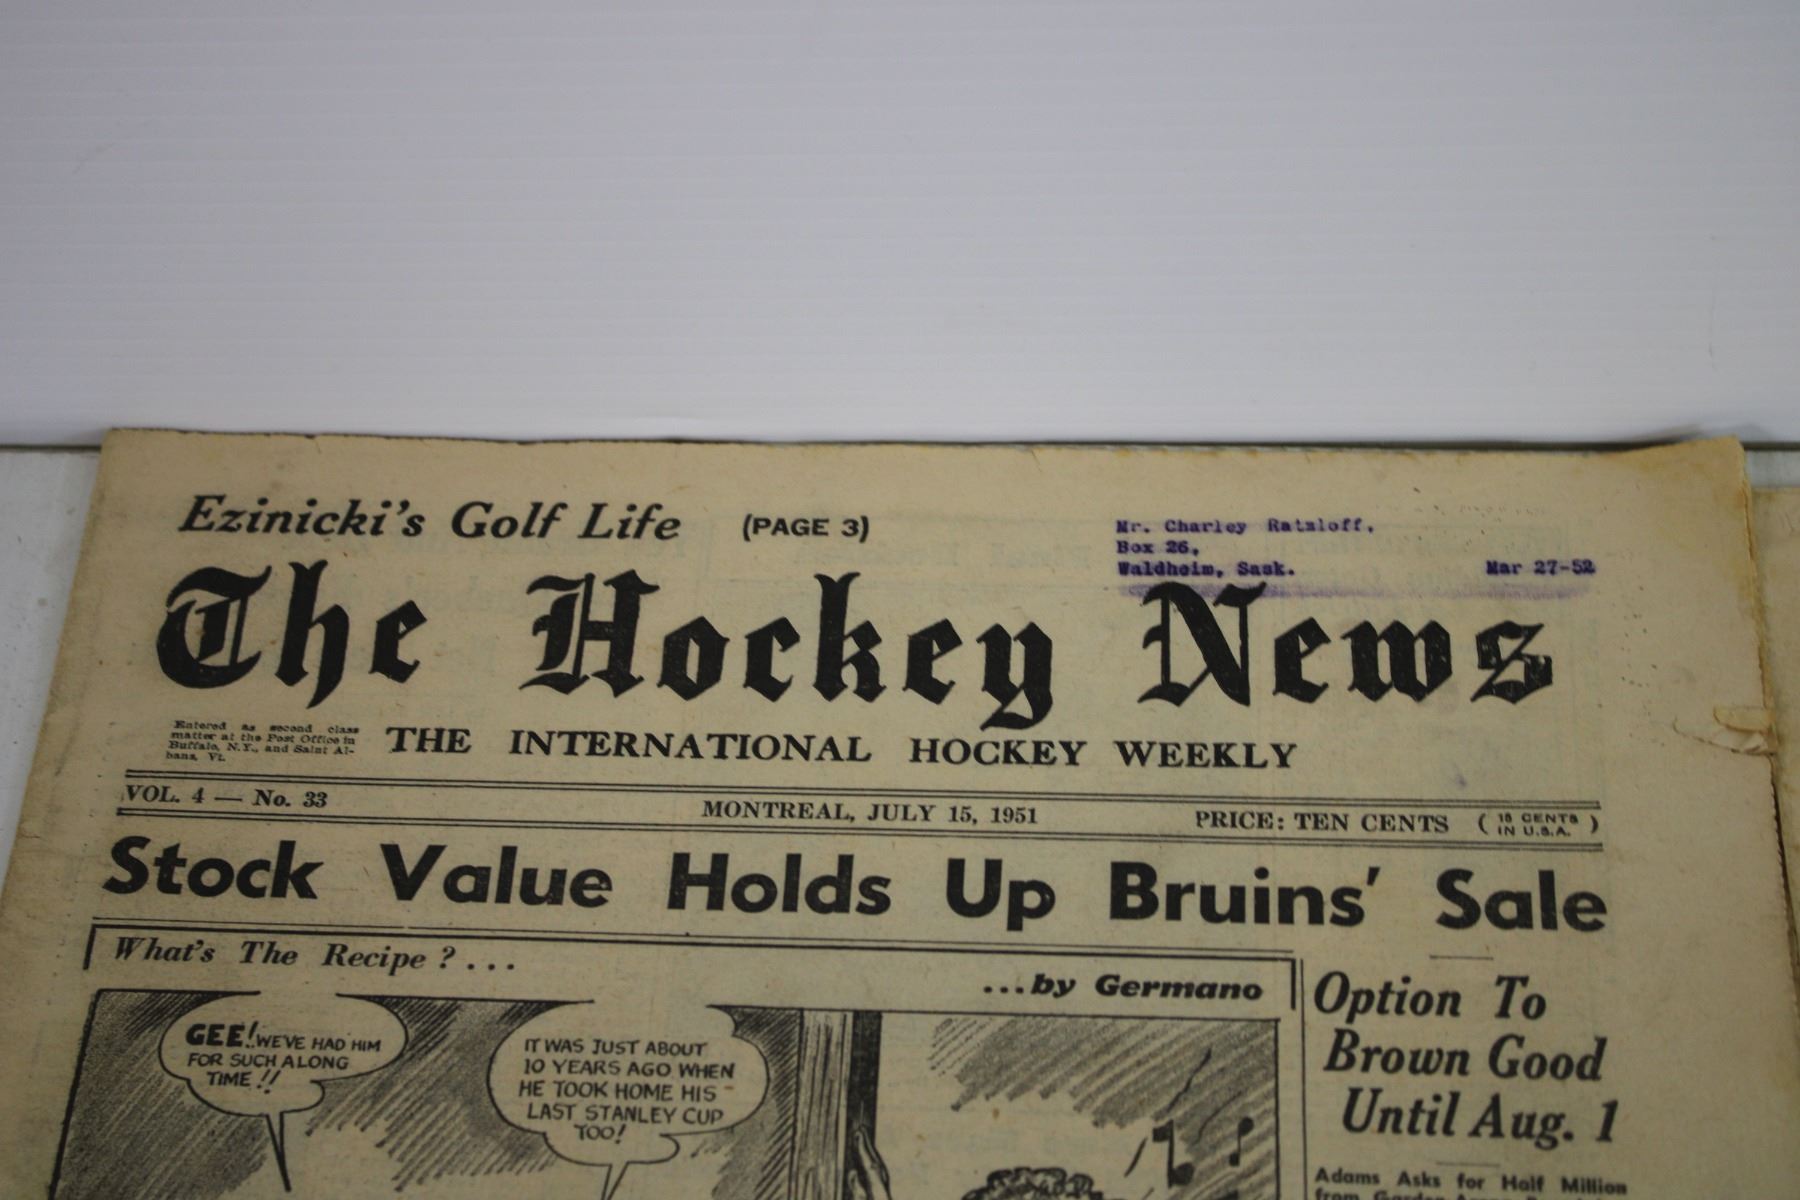 Ezinicki's Golf Life (PAGE 3)
Mr. Charley Ratzloff,
Box 26,
Waldheim, Sask. Mar 27-52
The Hockey News
Entered as second class
matter at the Post Office in
Buffalo, N.Y., and Saint Al-
bans, Vt.
THE INTERNATIONAL HOCKEY WEEKLY
VOL. 4 — No. 33 MONTREAL, JULY 15, 1951 PRICE: TEN CENTS ( 15 CENTS
IN U.S.A. )
Stock Value Holds Up Bruins' Sale
What's The Recipe ? . . .
...by Germano
GEE! WE'VE HAD HIM
FOR SUCH ALONG
TIME!!
IT WAS JUST ABOUT
10 YEARS AGO WHEN
HE TOOK HOME HIS
LAST STANLEY CUP
TOO!
Option To
Brown Good
Until Aug. 1
Adams Asks for Half Million
from Garden